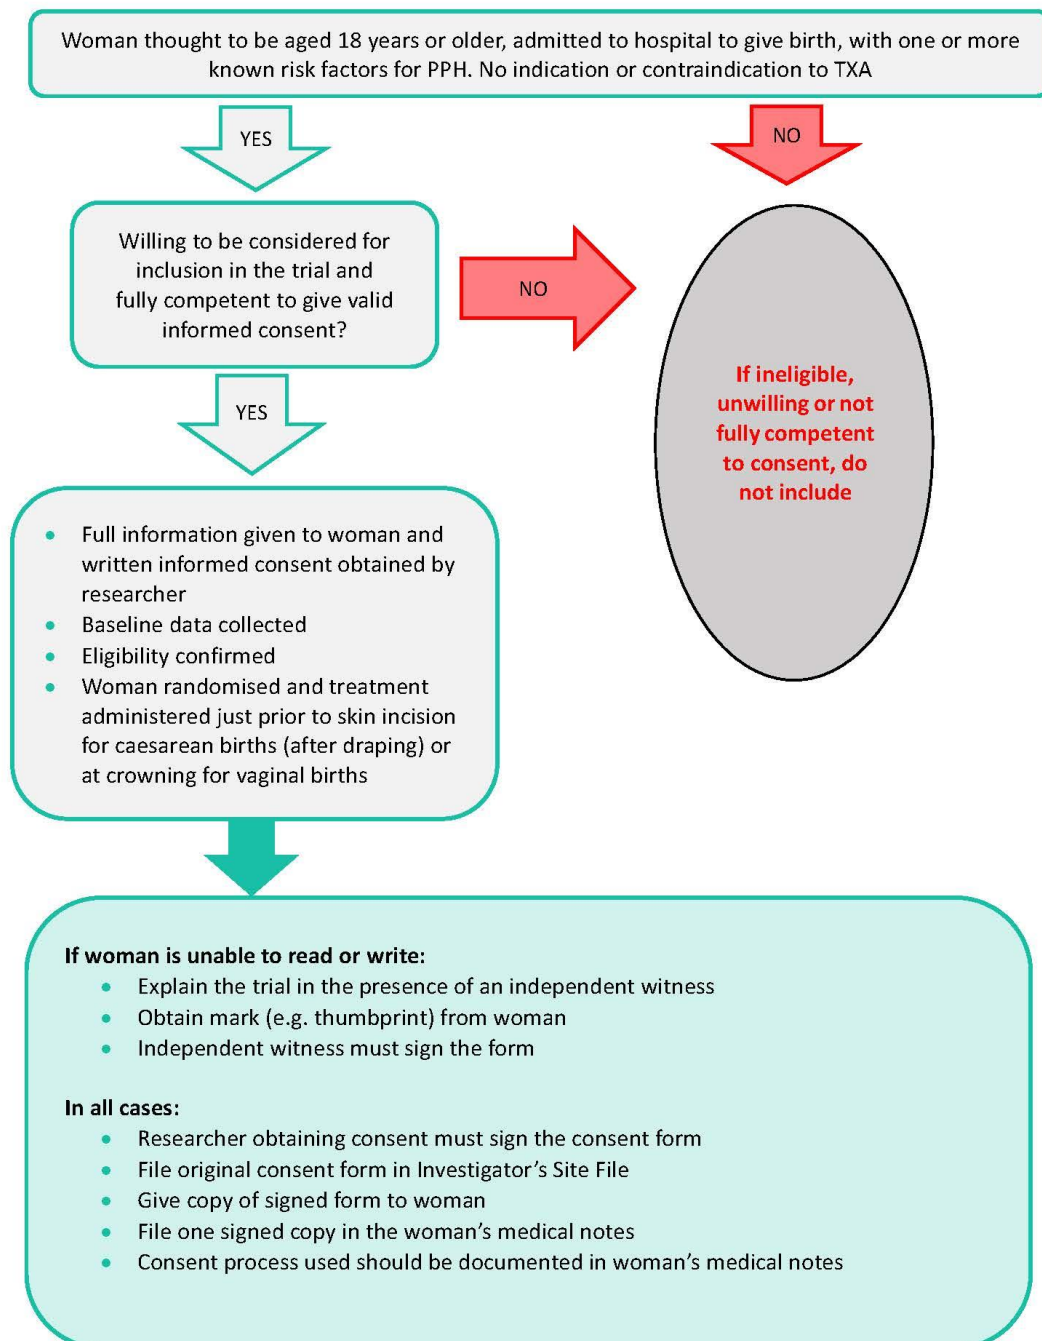 Woman thought to be aged 18 years or older, admitted to hospital to give birth, with one or more
known risk factors for PPH. No indication or contraindication to TXA
YES
NO
Willing to be considered for
inclusion in the trial and
fully competent to give valid
informed consent?
NO
If ineligible,
unwilling or not
fully competent
to consent, do
not include
YES
• Full information given to woman and
written informed consent obtained by
researcher
• Baseline data collected
• Eligibility confirmed
• Woman randomised and treatment
administered just prior to skin incision
for caesarean births (after draping) or
at crowning for vaginal births
If woman is unable to read or write:
• Explain the trial in the presence of an independent witness
• Obtain mark (e.g. thumbprint) from woman
• Independent witness must sign the form
In all cases:
• Researcher obtaining consent must sign the consent form
• File original consent form in Investigator’s Site File
• Give copy of signed form to woman
• File one signed copy in the woman’s medical notes
• Consent process used should be documented in woman’s medical notes